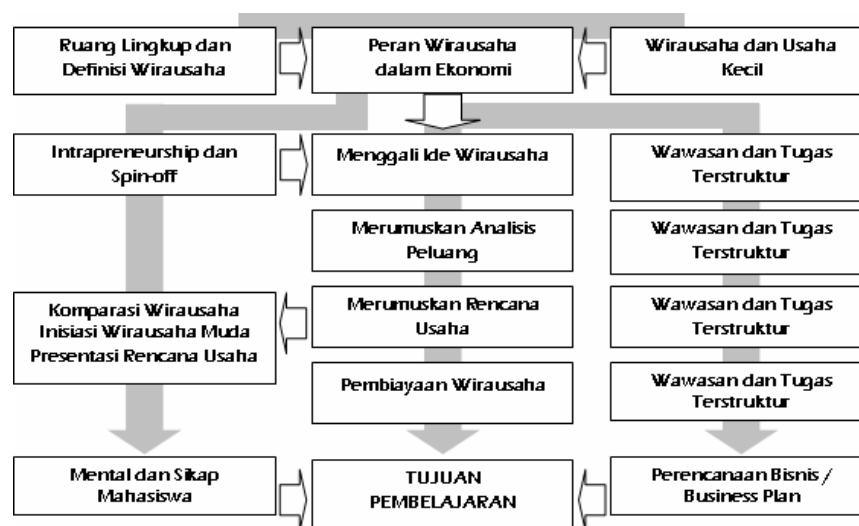 Ruang Lingkup dan
Definisi Wirausaha
Peran Wirausaha
dalam Ekonomi
Wirausaha dan Usaha
Kecil
Intrapreneurship dan
Spin-off
Menggali Ide Wirausaha
Wawasan dan Tugas
Terstruktur
Merumuskan Analisis
Peluang
Wawasan dan Tugas
Terstruktur
Komparasi Wirausaha
Inisiasi Wirausaha Muda
Presentasi Rencana Usaha
Merumuskan Rencana
Usaha
Wawasan dan Tugas
Terstruktur
Pembiayaan Wirausaha
Wawasan dan Tugas
Terstruktur
Mental dan Sikap
Mahasiswa
TUJUAN
PEMBELAJARAN
Perencanaan Bisnis /
Business Plan